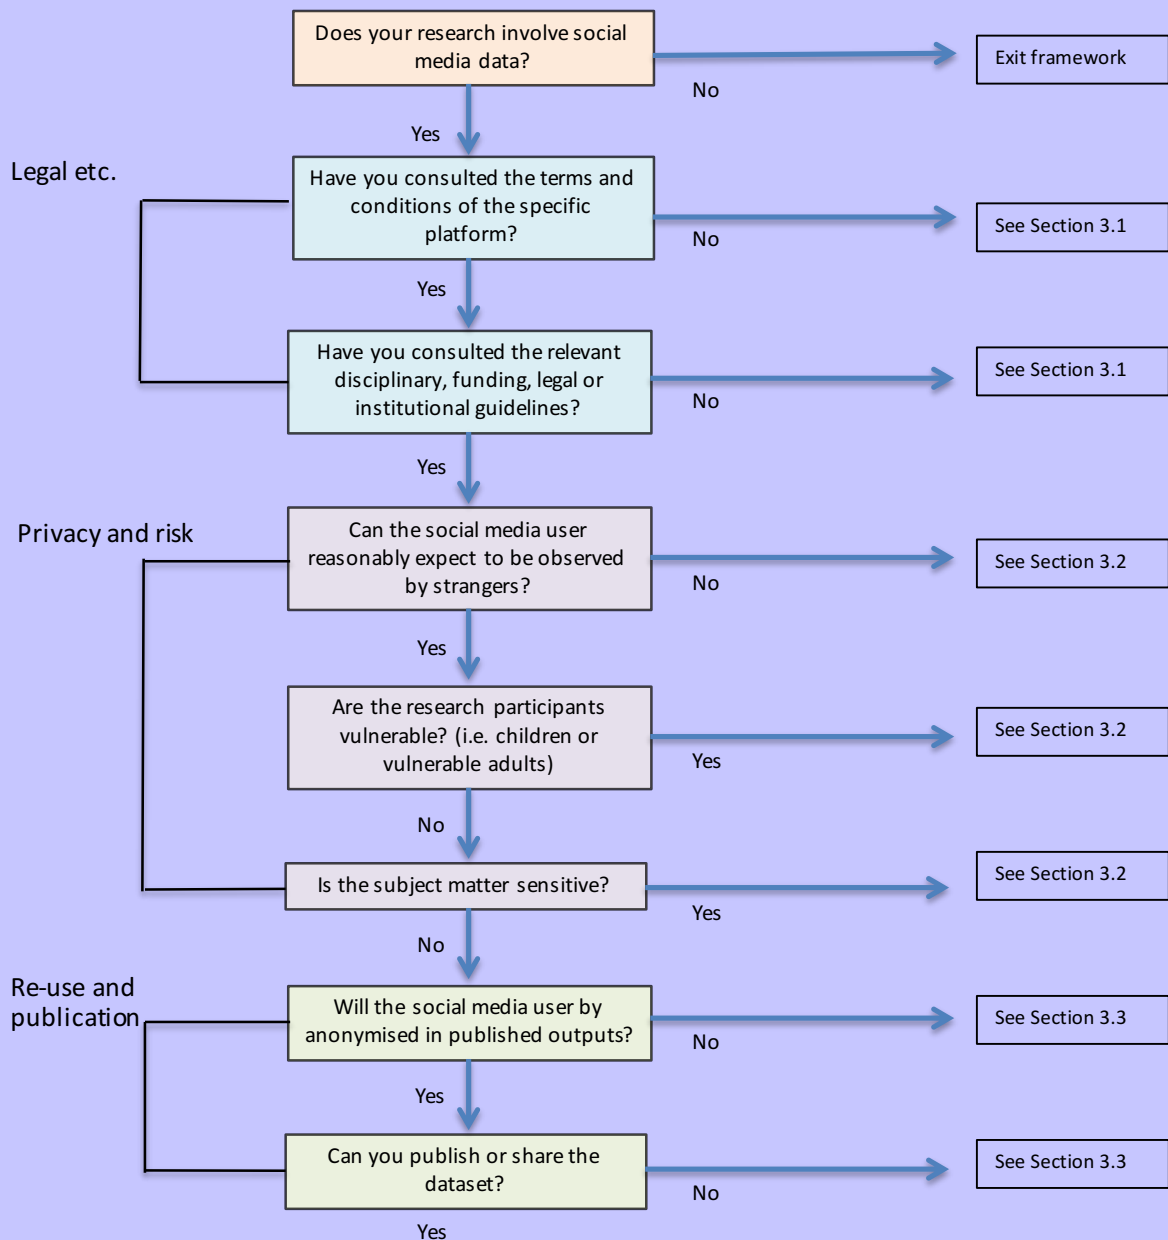 Does your research involve social
media data?
Exit framework
No
Yes
Legal etc.
Have you consulted the terms and
conditions of the specific
platform?
See Section 3.1
No
Yes
Have you consulted the relevant
disciplinary, funding, legal or
institutional guidelines?
See Section 3.1
No
Yes
Privacy and risk
Can the social media user
reasonably expect to be observed
by strangers?
See Section 3.2
No
Yes
Are the research participants
vulnerable? (i.e. children or
vulnerable adults)
See Section 3.2
Yes
No
Is the subject matter sensitive?
See Section 3.2
Yes
No
Re-use and
publication
Will the social media user by
anonymised in published outputs?
See Section 3.3
No
Yes
Can you publish or share the
dataset?
See Section 3.3
No
Yes